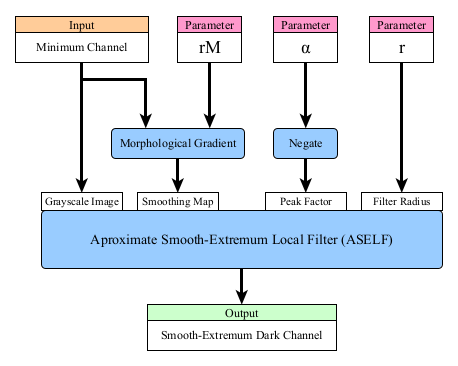 Input
Parameter
Parameter
Parameter
Minimum Channel
rM
α
r
Morphological Gradient
Negate
Grayscale Image
Smoothing Map
Peak Factor
Filter Radius
Aproximate Smooth-Extremum Local Filter (ASELF)
Output
Smooth-Extremum Dark Channel